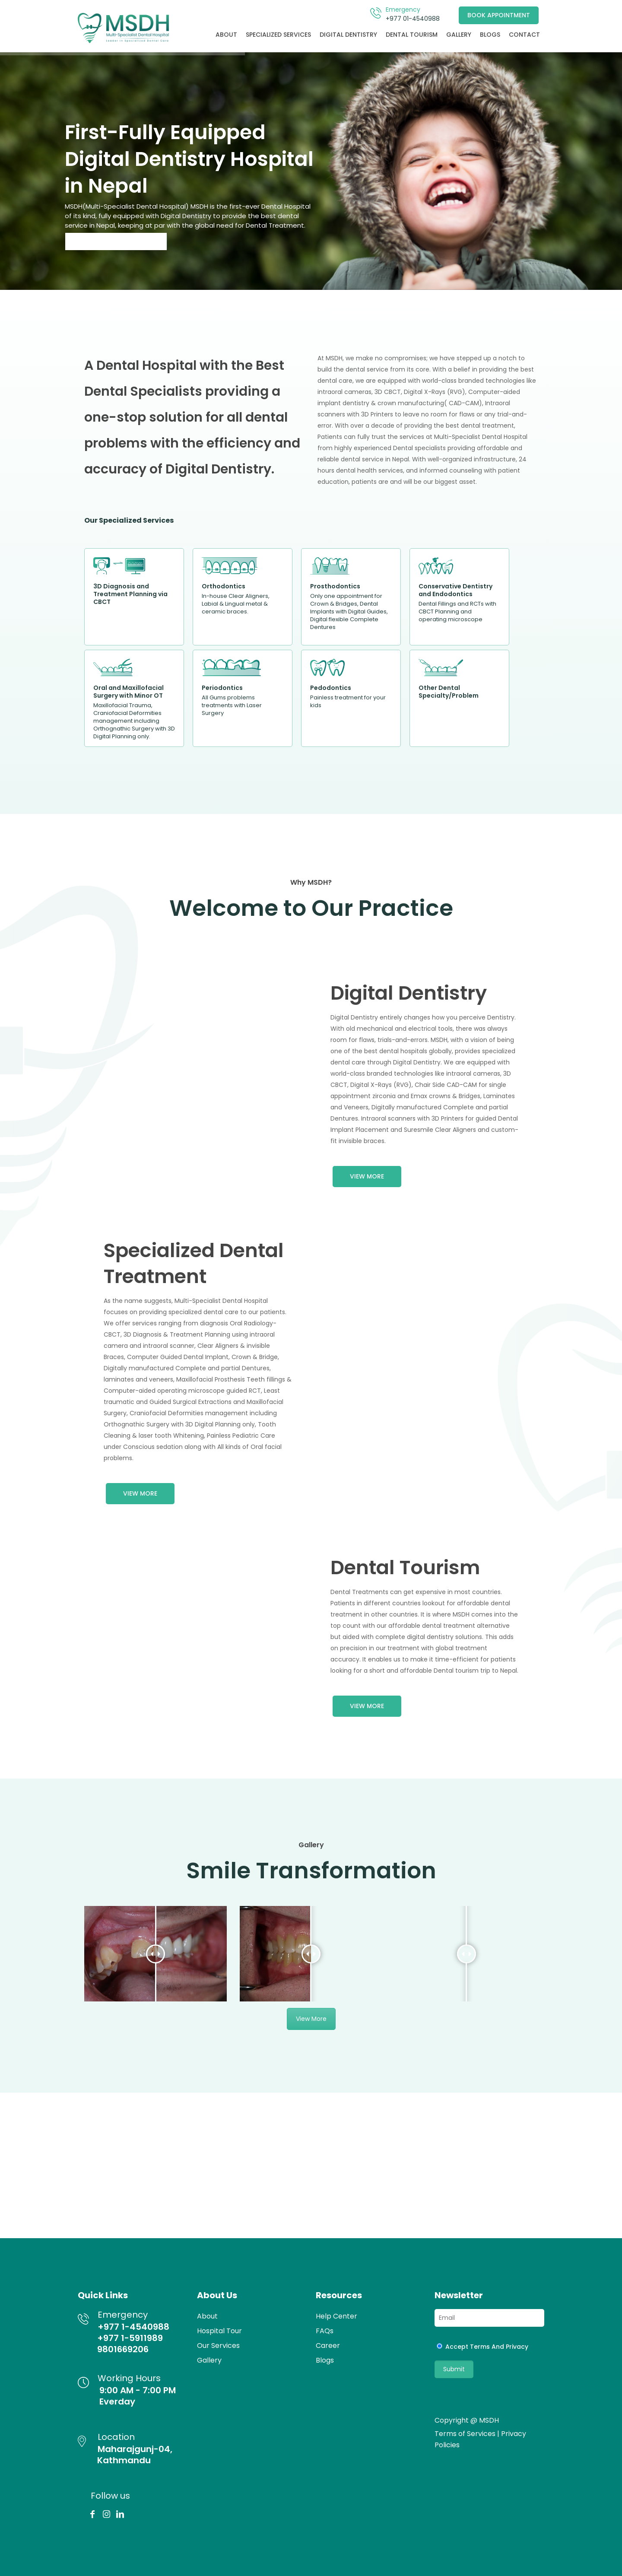 MSDH
Multi-Specialist Dental Hospital
Emergency
+977 01-4540988
BOOK APPOINTMENT
ABOUT SPECIALIZED SERVICES DIGITAL DENTISTRY DENTAL TOURISM GALLERY BLOGS CONTACT
First-Fully Equipped
Digital Dentistry Hospital
in Nepal
MSDH(Multi-Specialist Dental Hospital) MSDH is the first-ever Dental Hospital
of its kind, fully equipped with Digital Dentistry to provide the best dental
service in Nepal, keeping at par with the global need for Dental Treatment.
A Dental Hospital with the Best
Dental Specialists providing a
one-stop solution for all dental
problems with the efficiency and
accuracy of Digital Dentistry.
At MSDH, we make no compromises; we have stepped up a notch to
build the dental service from its core. With a belief in providing the best
dental care, we are equipped with world-class branded technologies like
intraoral cameras, 3D CBCT, Digital X-Rays (RVG), Computer-aided
implant dentistry & crown manufacturing( CAD-CAM), Intraoral
scanners with 3D Printers to leave no room for flaws or any trial-and-
error. With over a decade of providing the best dental treatment,
Patients can fully trust the services at Multi-Specialist Dental Hospital
from highly experienced Dental specialists providing affordable and
reliable dental service in Nepal. With well-organized infrastructure, 24
hours dental health services, and informed counseling with patient
education, patients are and will be our biggest asset.
Our Specialized Services
3D Diagnosis and
Treatment Planning via
CBCT
Orthodontics
In-house Clear Aligners,
Labial & Lingual metal &
ceramic braces
Prosthodontics
Only one appointment for
Crown & Bridges, Dental
Implants with Digital Guides,
Digital flexible Complete
Dentures
Conservative Dentistry
and Endodontics
Dental Fillings and RCTs with
CBCT Planning and
operating microscope
Oral and Maxillofacial
Surgery with Minor OT
Maxillofacial Trauma,
Craniofacial Deformities
management including
Orthognathic Surgery with 3D
Digital Planning only.
Periodontics
All Gums problems
treatments with Laser
Surgery
Pedodontics
Painless treatment for your
kids
Other Dental
Specialty/Problem
Why MSDH?
Welcome to Our Practice
Digital Dentistry
Digital Dentistry entirely changes how you perceive Dentistry.
With old mechanical and electrical tools, there was always
room for flaws, trials-and-errors. MSDH, with a vision of being
one of the best dental hospitals globally, provides specialized
dental care through Digital Dentistry. We are equipped with
world-class branded technologies like intraoral cameras, 3D
CBCT, Digital X-Rays (RVG), Chair Side CAD-CAM for single
appointment zirconia and Emax crowns & Bridges, Laminates
and Veneers, Digitally manufactured Complete and partial
Dentures. Intraoral scanners with 3D Printers for guided Dental
Implant Placement and Suresmile Clear Aligners and custom-
fit invisible braces.
VIEW MORE
Specialized Dental
Treatment
As the name suggests, Multi-Specialist Dental Hospital
focuses on providing specialized dental care to our patients.
We offer services ranging from diagnosis Oral Radiology-
CBCT, 3D Diagnosis & Treatment Planning using intraoral
camera and intraoral scanner, Clear Aligners & invisible
Braces, Computer Guided Dental implant, Crown & Bridge,
Digitally manufactured Complete and partial Dentures,
laminates and veneers, Maxillofacial Prosthesis Teeth fillings &
Computer-aided operating microscope guided RCT, Least
traumatic and Guided Surgical Extractions and Maxillofacial
Surgery, Craniofacial Deformities management including
Orthognathic Surgery with 3D Digital Planning only, Tooth
Cleaning & laser tooth Whitening, Painless Pediatric Care
under Conscious sedation along with All kinds of Oral facial
problems.
VIEW MORE
Dental Tourism
Dental Treatments can get expensive in most countries.
Patients in different countries lookout for affordable dental
treatment in other countries. It is where MSDH comes into the
top count with our affordable dental treatment alternative
but aided with complete digital dentistry solutions. This adds
on precision in our treatment with global treatment
accuracy. It enables us to make it time-efficient for patients
looking for a short and affordable Dental tourism trip to Nepal.
VIEW MORE
Gallery
Smile Transformation
View More
Quick Links
Emergency
+977 1-4540988
+977 1-5911989
9801669206
Working Hours
9:00 AM - 7:00 PM
Everday
Location
Maharajgunj-04,
Kathmandu
Follow us
About Us
About
Hospital Tour
Our Services
Gallery
Resources
Help Center
FAQs
Career
Blogs
Newsletter
Email
Accept Terms And Privacy
Submit
Copyright @ MSDH
Terms of Services | Privacy
Policies